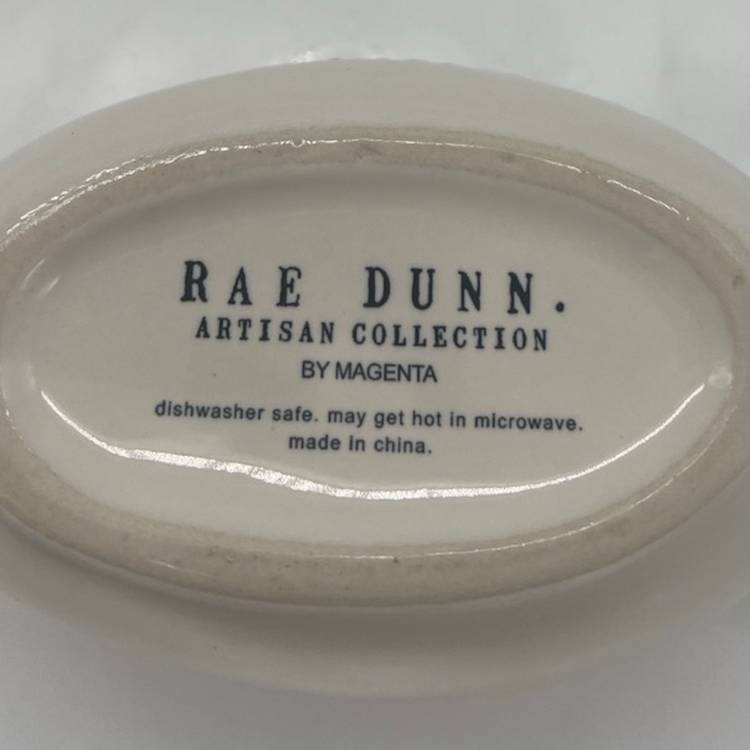 RAE DUNN.
ARTISAN COLLECTION
BY MAGENTA
dishwasher safe. may get hot in microwave.
made in china.